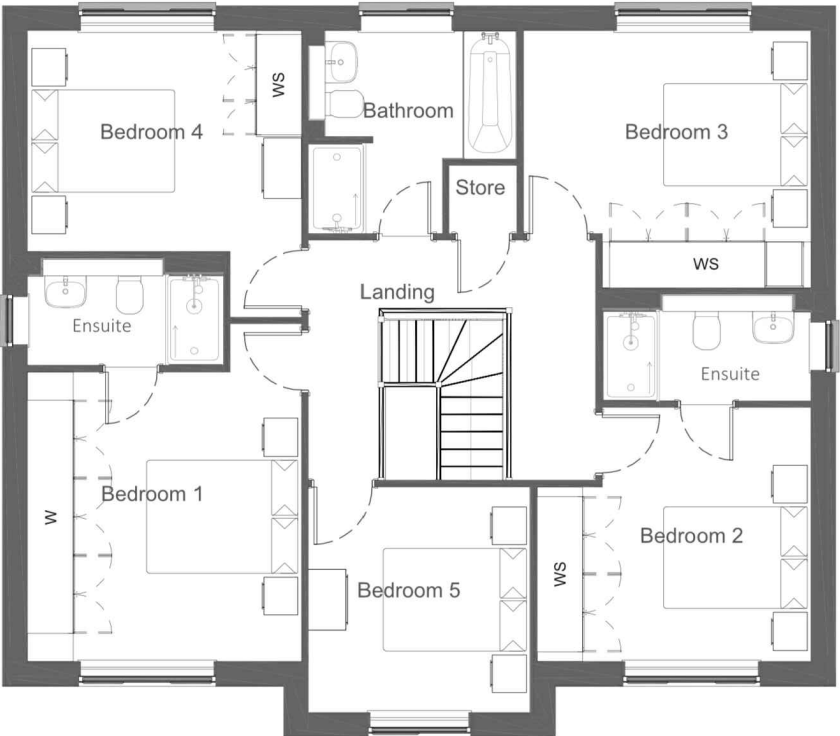 Bedroom 4
WS
Bathroom
Bedroom 3
Store
WS
Landing
Ensuite
Ensuite
Bedroom 1
W
Bedroom 2
WS
Bedroom 5